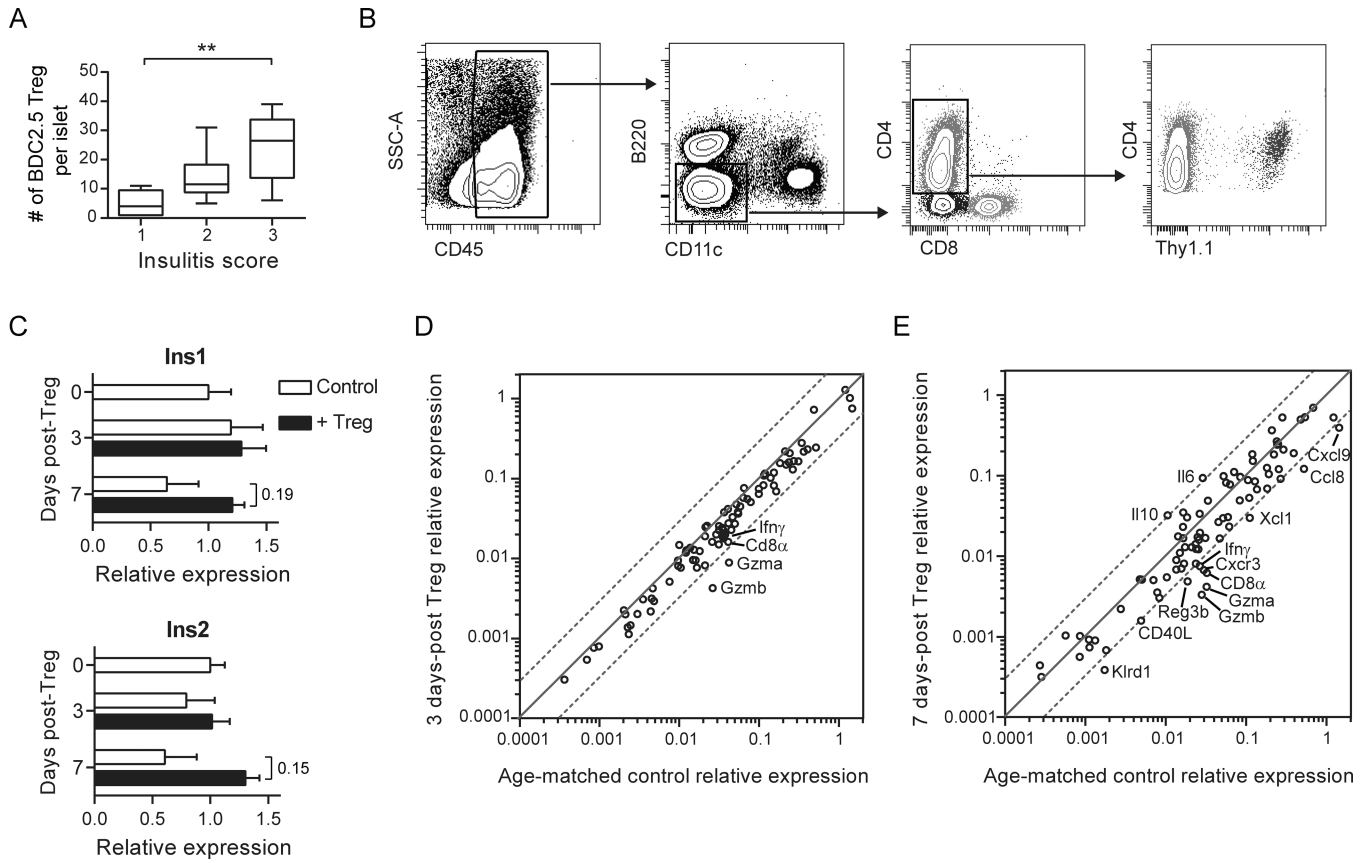 A
**
# of BDC2.5 Treg
per islet
50
40
30
20
10
0
1 2 3
Insulitis score
B
SSC-A
CD45
B220
CD11c
CD4
CD8
CD4
Thy1.1
C
Ins1
Days post-Treg
0
3
7
0.19
Control
+ Treg
0.0 0.5 1.0 1.5
Relative expression
Ins2
Days post-Treg
0
3
7
0.15
0.0 0.5 1.0 1.5
Relative expression
D
3 days-post Treg relative expression
1
0.1
0.01
0.001
0.0001
Ifnγ
Cd8α
Gzma
Gzmb
0.0001 0.001 0.01 0.1 1
Age-matched control relative expression
E
7 days-post Treg relative expression
1
0.1
0.01
0.001
0.0001
Cxcl9
Il6
Ccl8
Il10
Xcl1
Ifnγ
Cxcr3
CD8α
Gzma
Reg3b
Gzmb
CD40L
Klrd1
0.0001 0.001 0.01 0.1 1
Age-matched control relative expression